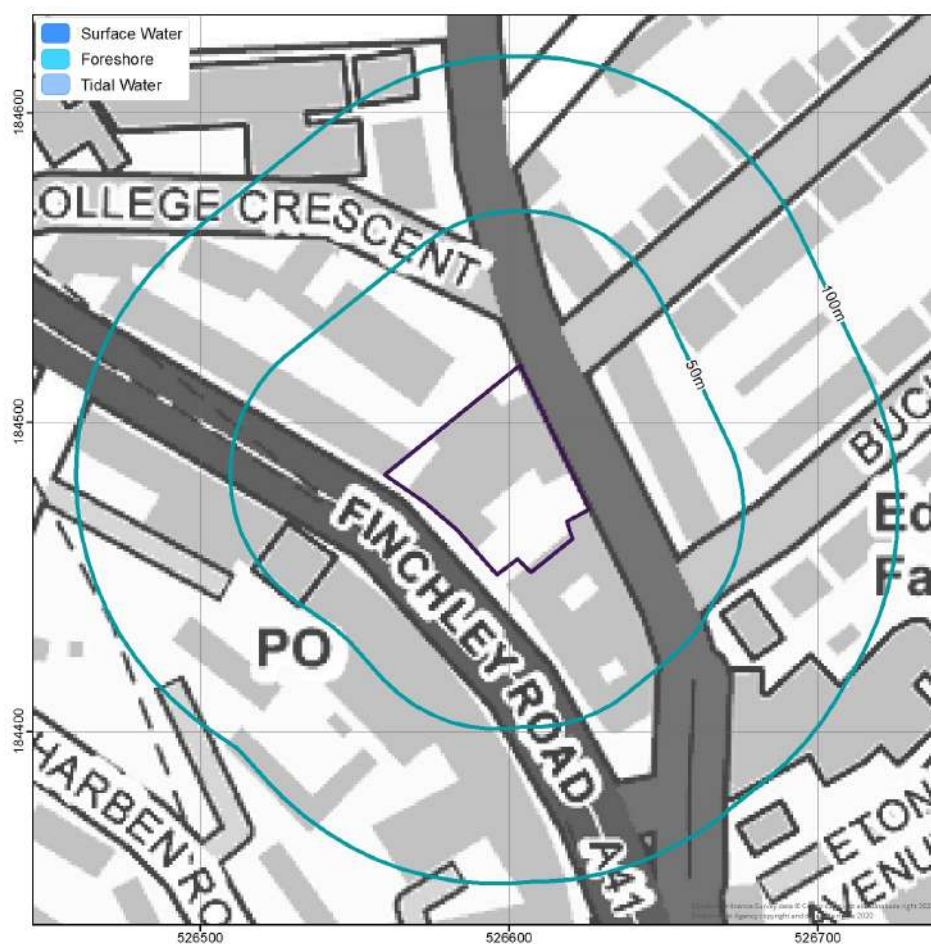 Surface Water
Foreshore
Tidal Water
184600
OLLEGE CRESCENT
100m
50m
184500
BUC
FINCHLEY ROAD
Ed
Fa
PO
184400
HARBEN RO
A41
ETON
VENU
526500
526600
526700